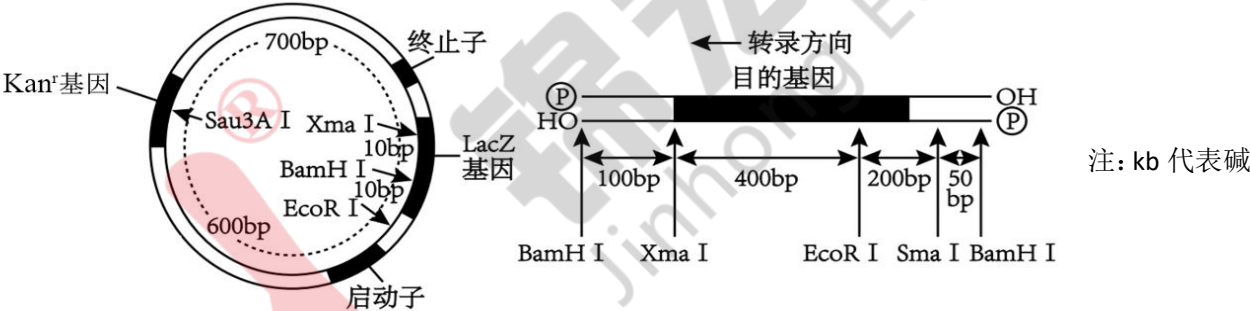 700bp
终止子
Kanʳ基因
Sau3A I
Xma I
10bp
LacZ
基因
BamH I
10bp
EcoR I
600bp
启动子
转录方向
目的基因
P
OH
HO
P
100bp
400bp
200bp
50
bp
BamH I
Xma I
EcoR I
Sma I
BamH I
注：kb 代表碱
®
jinhong E